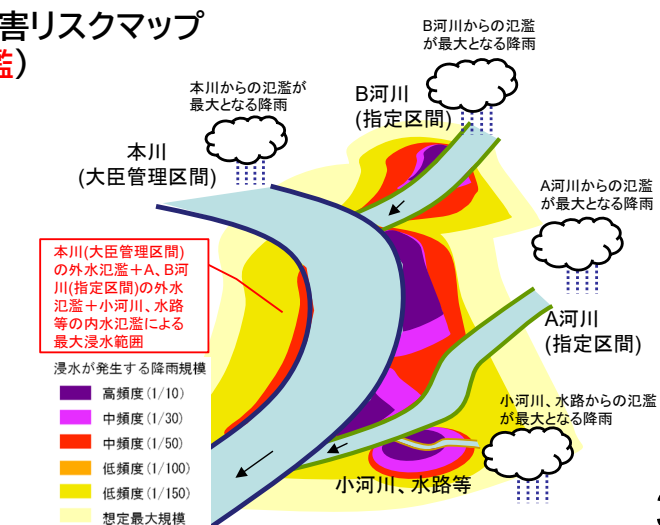 害リスクマップ
濫）
B河川からの氾濫
が最大となる降雨
本川からの氾濫が
最大となる降雨
B河川
(指定区間)
本川
(大臣管理区間)
A河川からの氾濫
が最大となる降雨
本川(大臣管理区間)
の外水氾濫＋A、B河
川(指定区間)の外水
氾濫＋小河川、水路
等の内水氾濫による
最大浸水範囲
A河川
(指定区間)
浸水が発生する降雨規模
高頻度(1/10)
中頻度(1/30)
中頻度(1/50)
低頻度(1/100)
低頻度(1/150)
想定最大規模
小河川、水路からの氾濫
が最大となる降雨
小河川、水路等